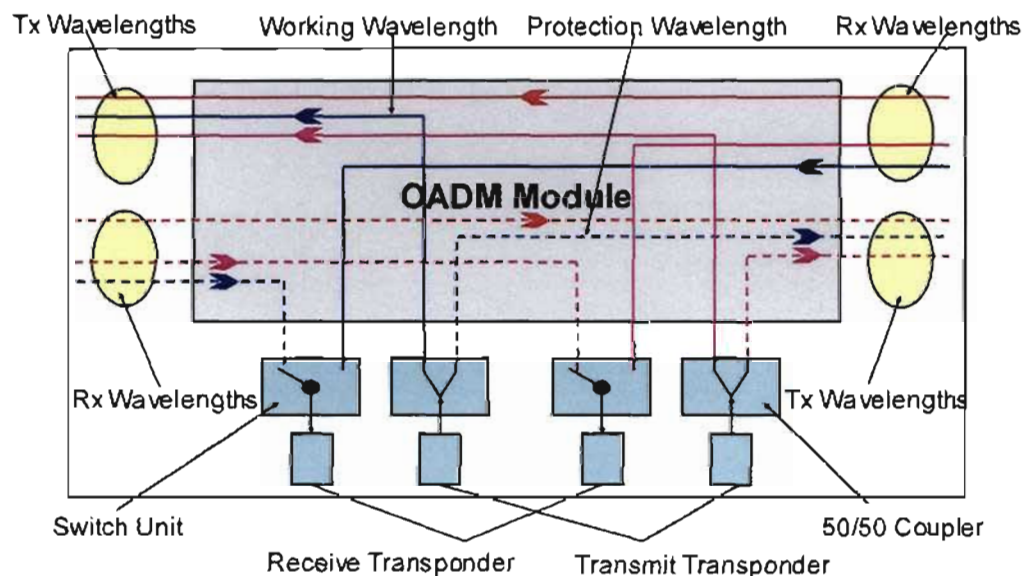 Tx Wavelengths
Working Wavelength
Protection Wavelength
Rx Wavelengths
OADM Module
Rx Wavelengths
Tx Wavelengths
Switch Unit
50/50 Coupler
Receive Transponder
Transmit Transponder